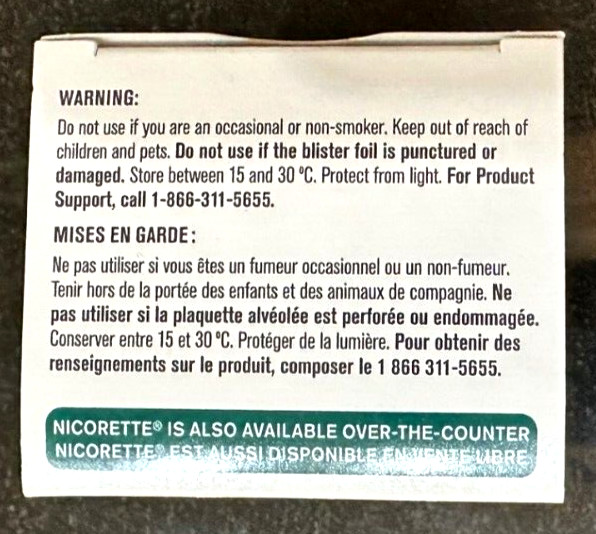 WARNING:
Do not use if you are an occasional or non-smoker. Keep out of reach of
children and pets. Do not use if the blister foil is punctured or
damaged. Store between 15 and 30 °C. Protect from light. For Product
Support, call 1-866-311-5655.
MISES EN GARDE :
Ne pas utiliser si vous êtes un fumeur occasionnel ou un non-fumeur.
Tenir hors de la portée des enfants et des animaux de compagnie. Ne
pas utiliser si la plaquette alvéolée est perforée ou endommagée.
Conserver entre 15 et 30 °C. Protéger de la lumière. Pour obtenir des
renseignements sur le produit, composer le 1 866 311-5655.
NICORETTE® IS ALSO AVAILABLE OVER-THE-COUNTER
NICORETTE® EST AUSSI DISPONIBLE EN VENTE LIBRE